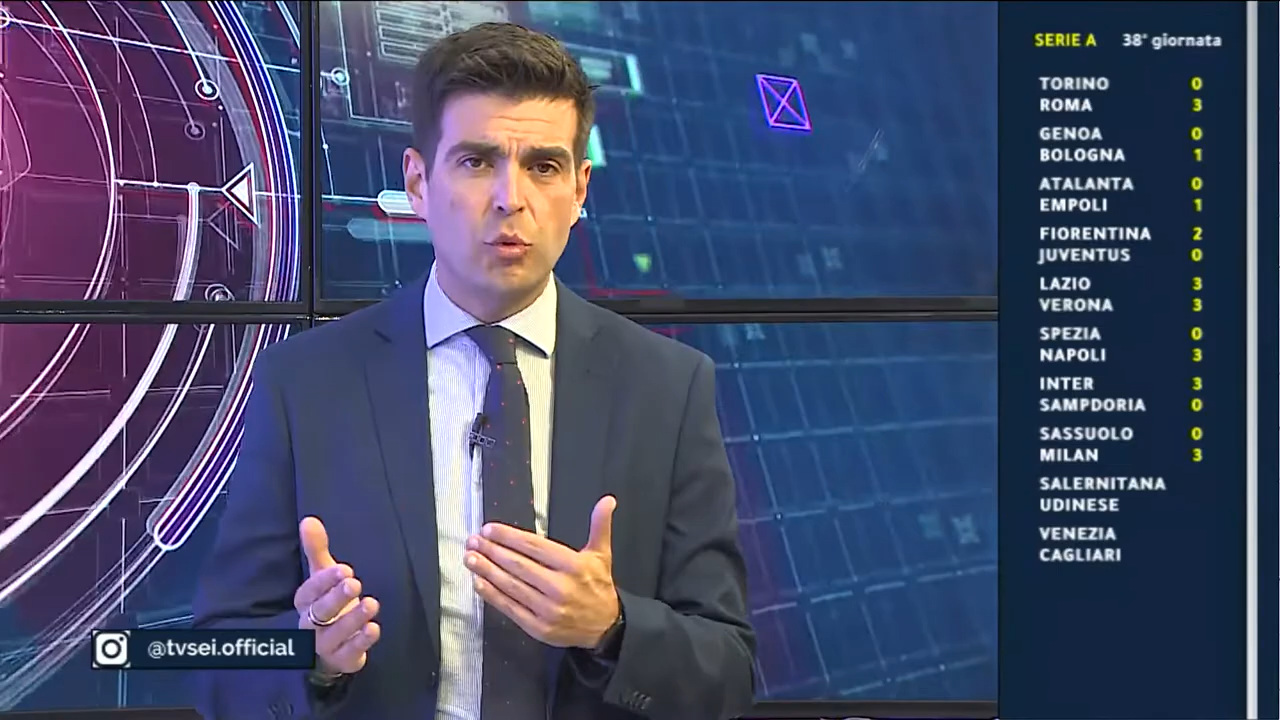 SERIE A 38ª giornata
TORINO 0
ROMA 3
GENOA 0
BOLOGNA 1
ATALANTA 0
EMPOLI 1
FIORENTINA 2
JUVENTUS 0
LAZIO 3
VERONA 3
SPEZIA 0
NAPOLI 3
INTER 3
SAMPDORIA 0
SASSUOLO 0
MILAN 3
SALERNITANA
UDINESE
VENEZIA
CAGLIARI
@tvsei.official